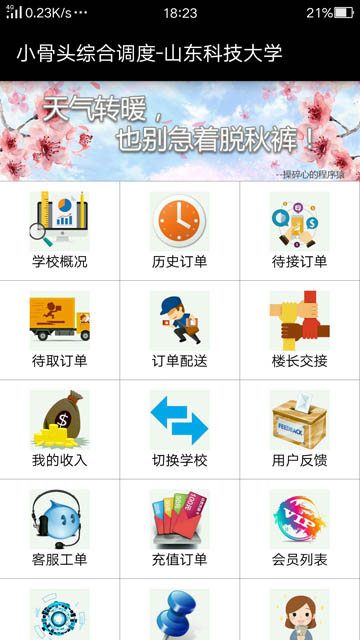 4G 0.23K/s ··· 18:23 21%
小骨头综合调度-山东科技大学
天气转暖，
也别急着脱秋裤！
--操碎心的程序猿
学校概况 历史订单 待接订单
待取订单 订单配送 楼长交接
我的收入 切换学校 用户反馈
FEEDBACK
客服工单 充值订单 会员列表
100元
VIP